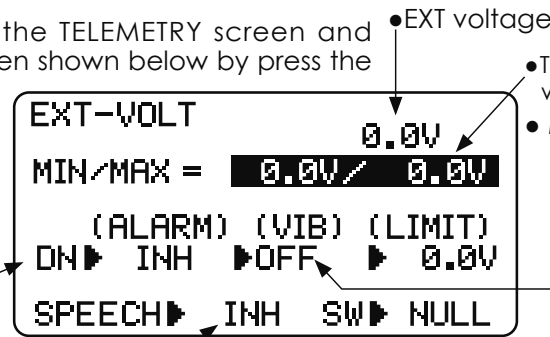 the TELEMETRY screen and
en shown below by press the
●EXT voltage
●T
v
●
EXT-VOLT
0.0V
MIN/MAX = 0.0V/ 0.0V
(ALARM) (VIB) (LIMIT)
DN▶ INH ▶OFF ▶ 0.0V
SPEECH▶ INH SW▶ NULL